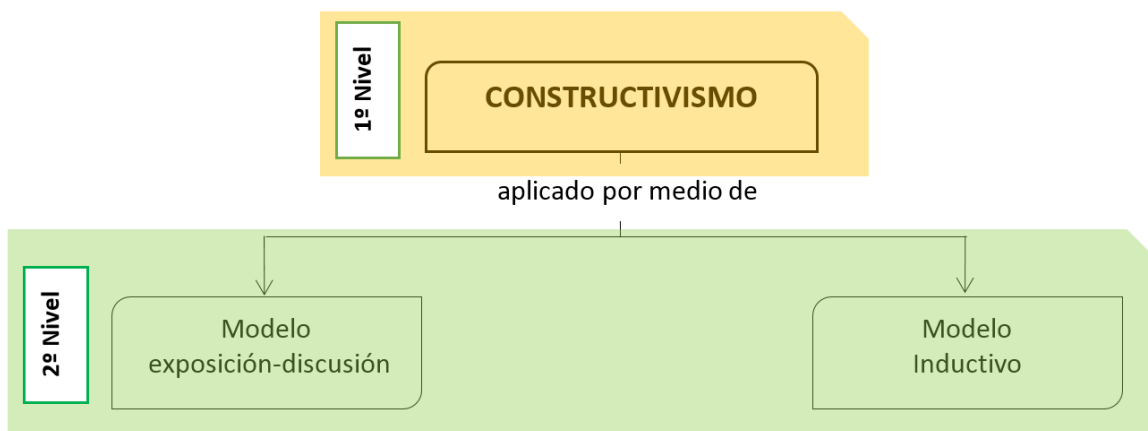 1º Nivel
CONSTRUCTIVISMO
aplicado por medio de
2º Nivel
Modelo
exposición-discusión
Modelo
Inductivo